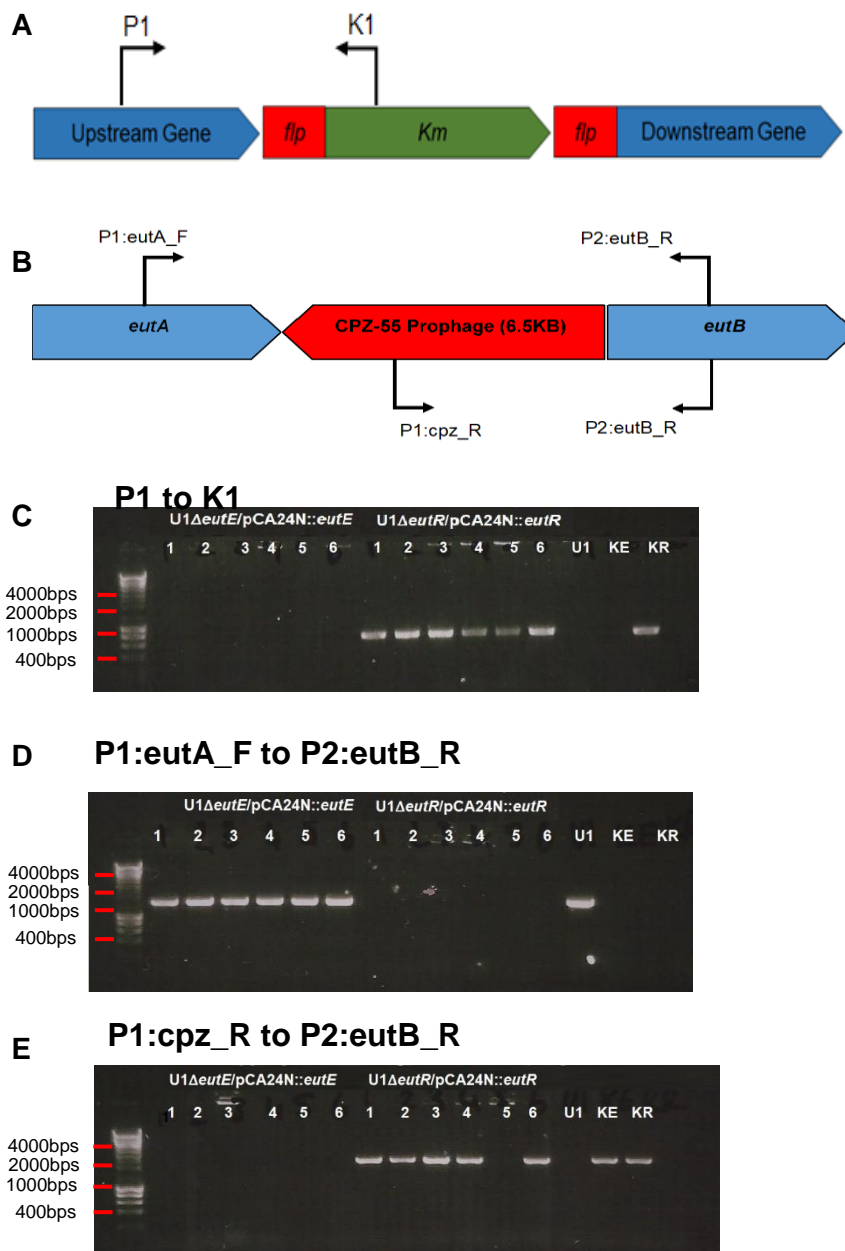 A
P1 K1
Upstream Gene flp Km flp Downstream Gene
B
P1:eutA_F P2:eutB_R
eutA CPZ-55 Prophage (6.5KB) eutB
P1:cpz_R P2:eutB_R
P1 to K1
C
U1ΔeutE/pCA24N::eutE U1ΔeutR/pCA24N::eutR
1 2 3 4 5 6 1 2 3 4 5 6 U1 KE KR
4000bps
2000bps
1000bps
400bps
D P1:eutA_F to P2:eutB_R
U1ΔeutE/pCA24N::eutE U1ΔeutR/pCA24N::eutR
1 2 3 4 5 6 1 2 3 4 5 6 U1 KE KR
4000bps
2000bps
1000bps
400bps
P1:cpz_R to P2:eutB_R
E
U1ΔeutE/pCA24N::eutE U1ΔeutR/pCA24N::eutR
1 2 3 4 5 6 1 2 3 4 5 6 U1 KE KR
4000bps
2000bps
1000bps
400bps